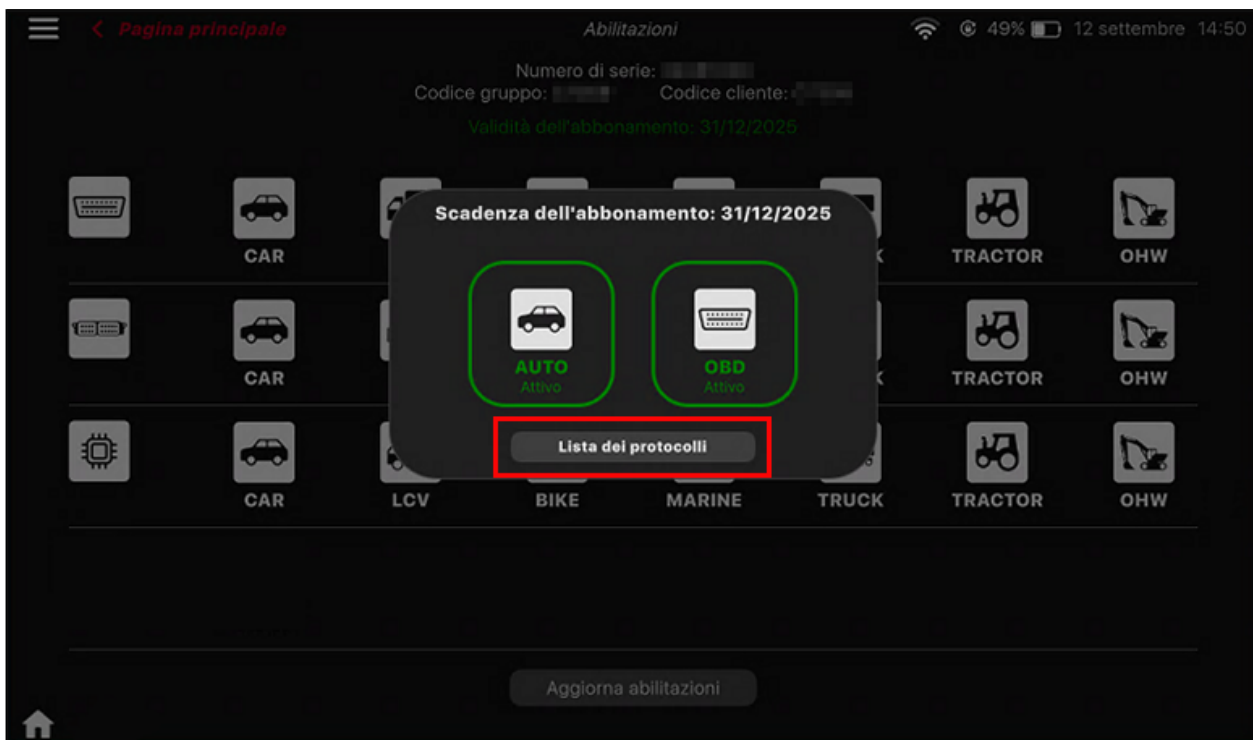 Pagina principale
Abilitazioni
49%
12 settembre 14:50
Numero di serie:
Codice gruppo: Codice cliente:
Validità dell'abbonamento: 31/12/2025
Scadenza dell'abbonamento: 31/12/2025
CAR
TRACTOR
OHW
AUTO
Attivo
OBD
Attivo
CAR
TRACTOR
OHW
Lista dei protocolli
CAR
LCV
BIKE
MARINE
TRUCK
TRACTOR
OHW
Aggiorna abilitazioni